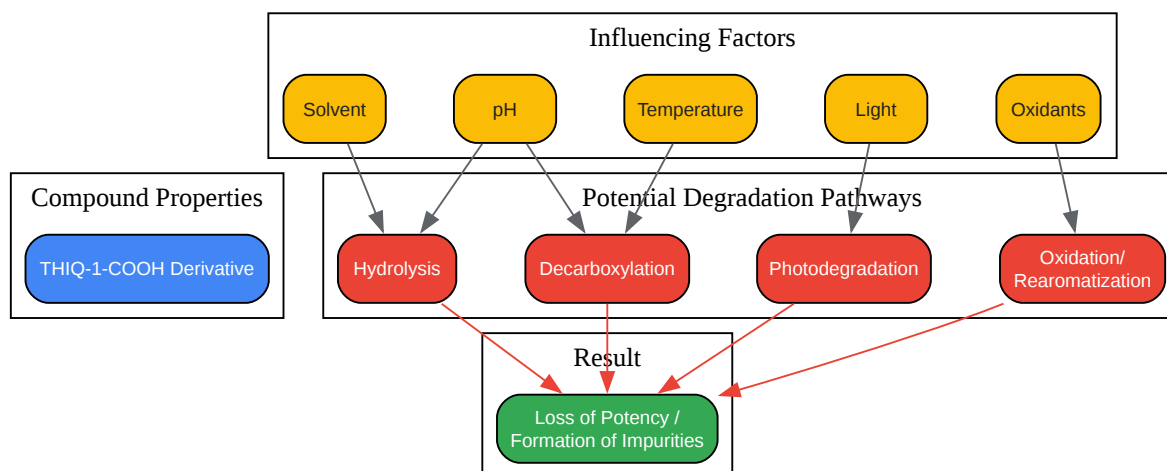 Influencing Factors
Solvent
pH
Temperature
Light
Oxidants
Compound Properties
THIQ-1-COOH Derivative
Potential Degradation Pathways
Hydrolysis
Decarboxylation
Photodegradation
Oxidation/
Rearomatization
Result
Loss of Potency /
Formation of Impurities